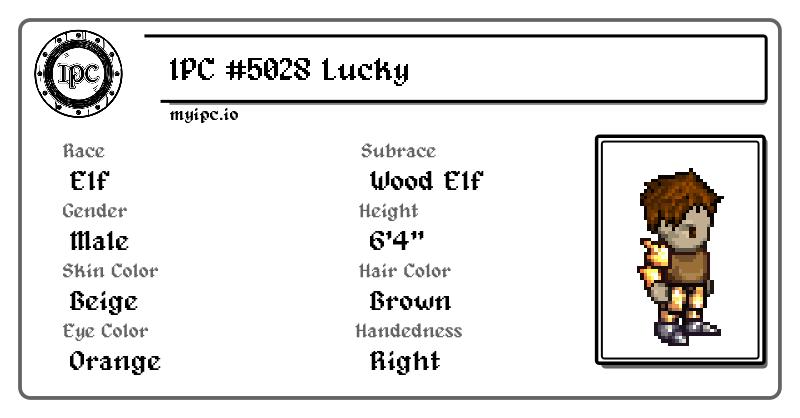 IPC
IPC #5028 Lucky
myipc.io
Race
Elf
Subrace
Wood Elf
Gender
Male
Height
6'4"
Skin Color
Beige
Hair Color
Brown
Eye Color
Orange
Handedness
Right